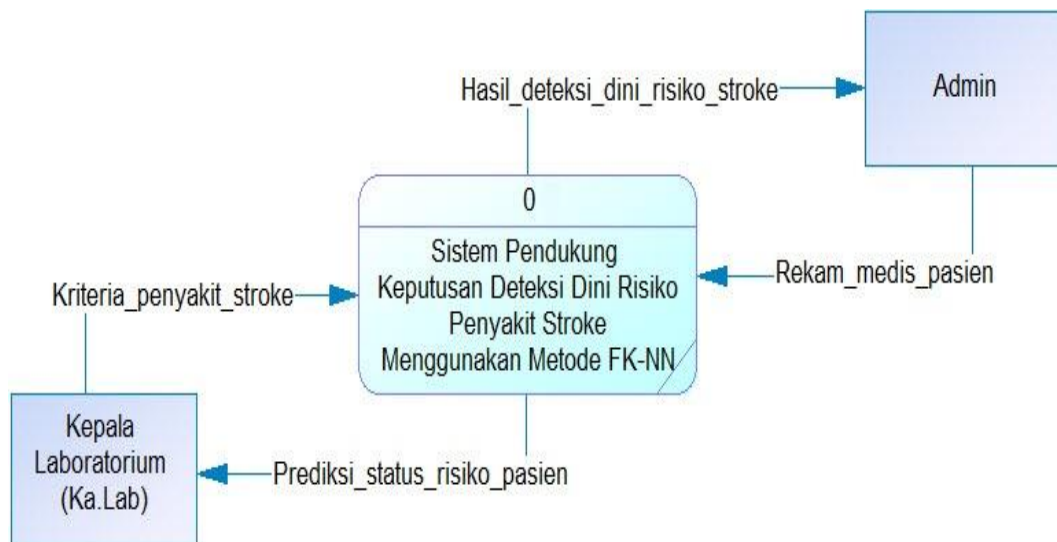 Hasil_deteksi_dini_risiko_stroke
Admin
0
Sistem Pendukung
Keputusan Deteksi Dini Risiko
Penyakit Stroke
Menggunakan Metode FK-NN
Rekam_medis_pasien
Kriteria_penyakit_stroke
Kepala
Laboratorium
(Ka.Lab)
Prediksi_status_risiko_pasien